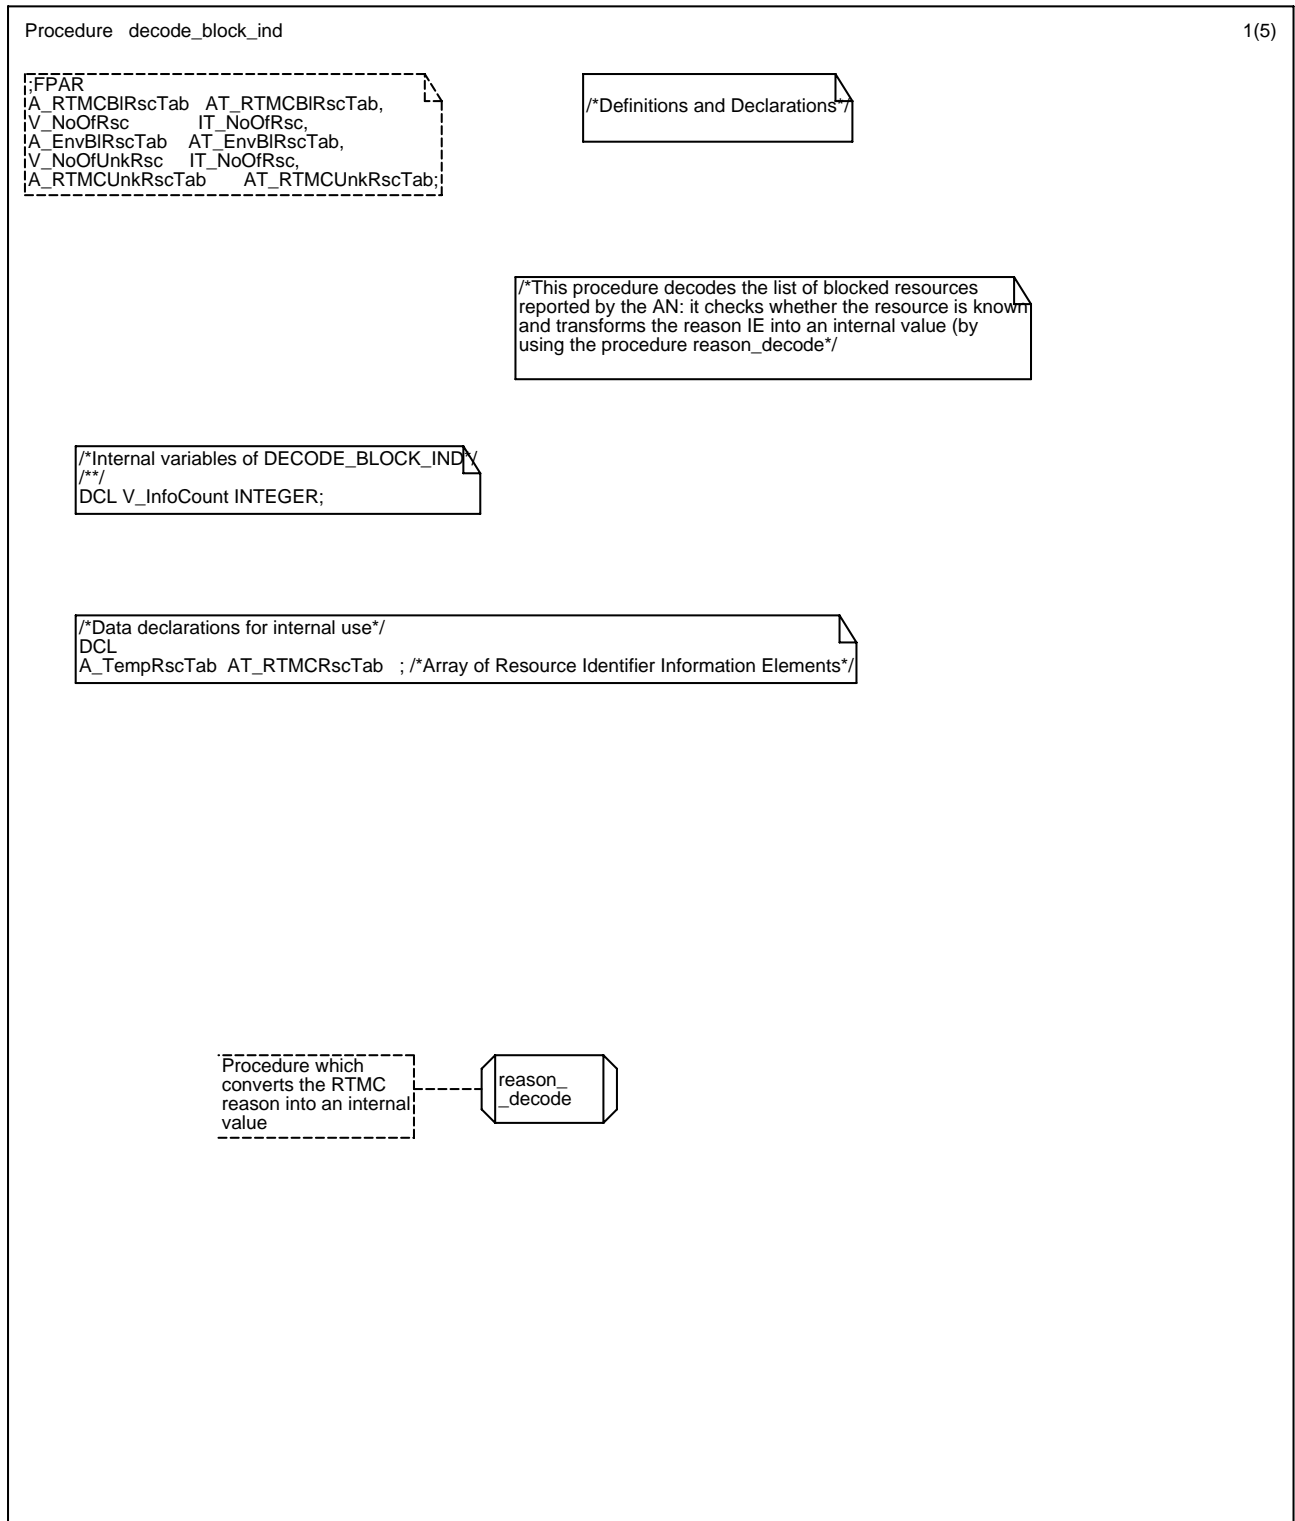 Procedure decode_block_ind 1(5)
;FPAR
A_RTMCBlRscTab AT_RTMCBlRscTab,
V_NoOfRsc IT_NoOfRsc,
A_EnvBlRscTab AT_EnvBlRscTab,
V_NoOfUnkRsc IT_NoOfRsc,
A_RTMCUnkRscTab AT_RTMCUnkRscTab;
/*Definitions and Declarations*/
/*This procedure decodes the list of blocked resources
reported by the AN: it checks whether the resource is known
and transforms the reason IE into an internal value (by
using the procedure reason_decode*/
/*Internal variables of DECODE_BLOCK_IND*/
/**/
DCL V_InfoCount INTEGER;
/*Data declarations for internal use*/
DCL
A_TempRscTab AT_RTMCRscTab ; /*Array of Resource Identifier Information Elements*/
Procedure which
converts the RTMC
reason into an internal
value
reason_
_decode